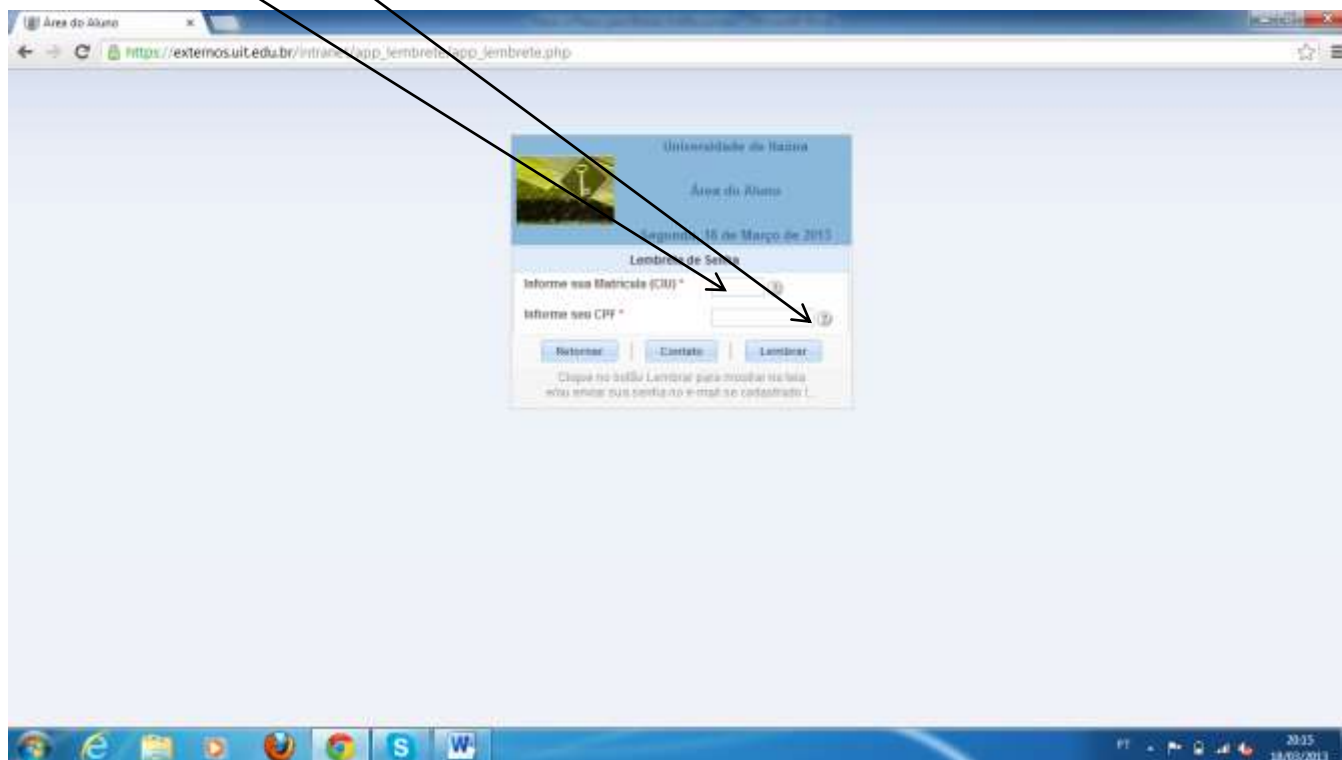 Área do Aluno
https://externos.uit.edu.br/intranet/app_lembrete/app_lembrete.php
Universidade de Itaúna
Área do Aluno
Segunda, 18 de Março de 2013
Lembrete de Senha
Informe sua Matrícula (CIU) *
Informe seu CPF *
Retornar | Contato | Lembrar
Clique no botão Lembrar para mostrar na tela
e/ou enviar sua senha no e-mail se cadastrado (...
PT
20:15
18/03/2013